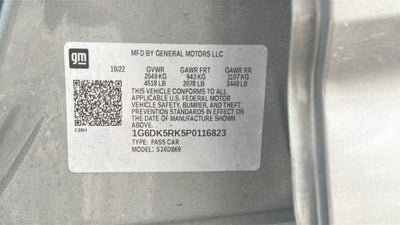 gm
MFD BY GENERAL MOTORS LLC
10/22 GVWR GAWR FRT GAWR RR
2049 KG 943 KG 1107 KG
4518 LB 2078 LB 2440 LB
THIS VEHICLE CONFORMS TO ALL
APPLICABLE U.S. FEDERAL MOTOR
VEHICLE SAFETY, BUMPER, AND THEFT
PREVENTION STANDARDS IN EFFECT ON
THE DATE OF MANUFACTURE SHOWN
ABOVE.
1G6DK5RK5P0116823
TYPE: PASS CAR
MODEL: 6